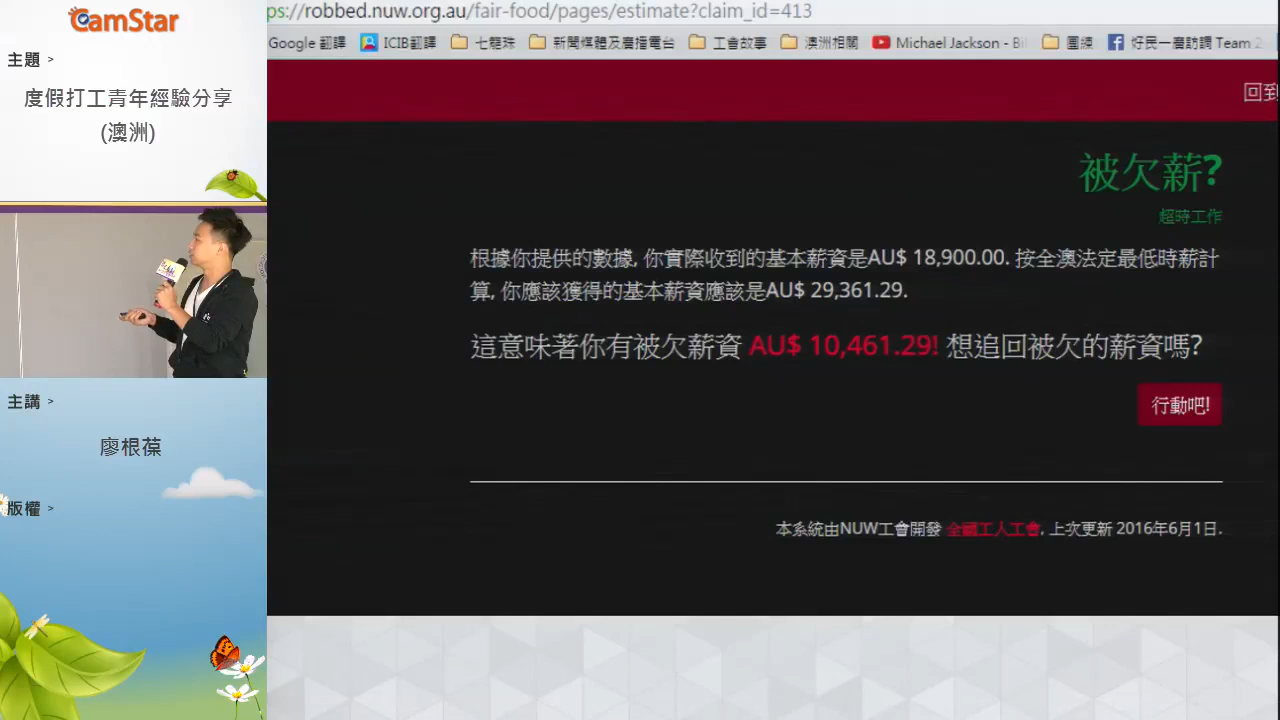 CamStar
主題 >
度假打工青年經驗分享
(澳洲)
主講 >
廖根葆
版權 >
ps://robbed.nuw.org.au/fair-food/pages/estimate?claim_id=413
Google 翻譯 ICIB翻譯 七龍珠 新聞媒體及廣播電台 工會故事 澳洲相關 Michael Jackson - Bi 圖 好民一麼訪調 Team 2
回到
被欠薪?
超時工作
根據你提供的數據, 你實際收到的基本薪資是AU$ 18,900.00. 按全澳法定最低時薪計
算, 你應該獲得的基本薪資應該是AU$ 29,361.29.
這意味著你有被欠薪資 AU$ 10,461.29! 想追回被欠的薪資嗎?
行動吧!
本系統由NUW工會開發 全國工人工會, 上次更新 2016年6月1日.